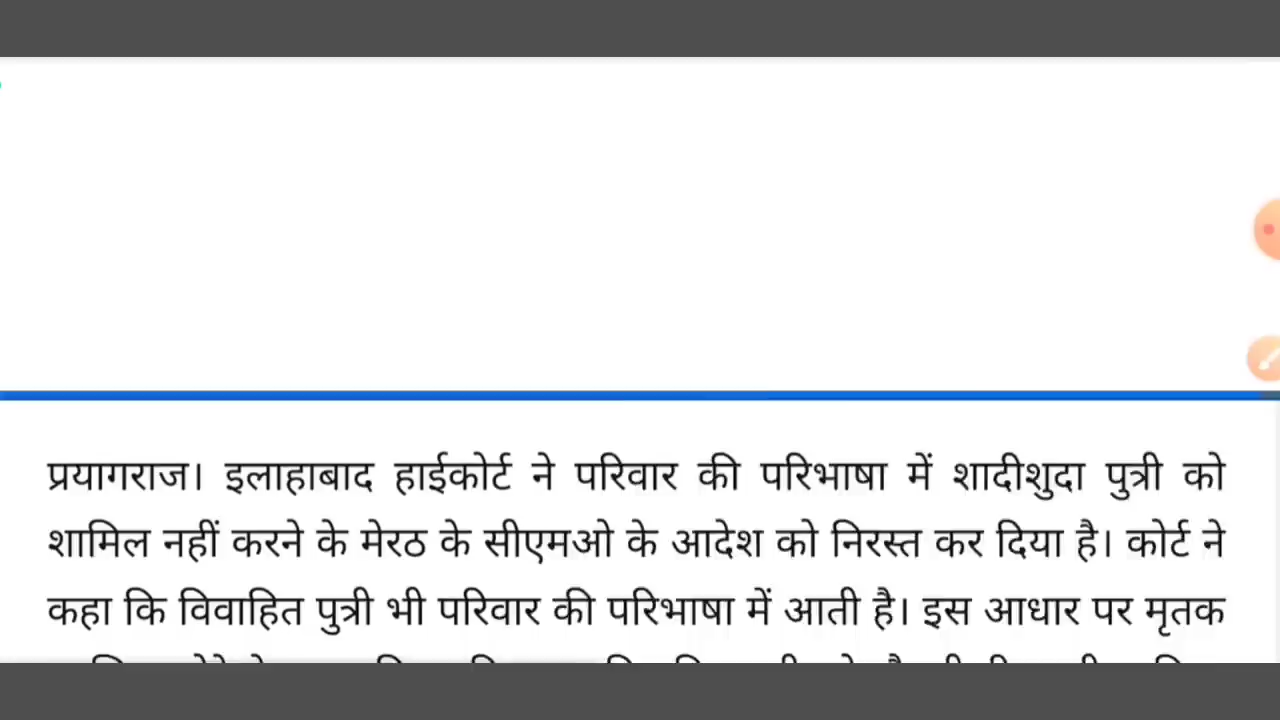 प्रयागराज। इलाहाबाद हाईकोर्ट ने परिवार की परिभाषा में शादीशुदा पुत्री को
शामिल नहीं करने के मेरठ के सीएमओ के आदेश को निरस्त कर दिया है। कोर्ट ने
कहा कि विवाहित पुत्री भी परिवार की परिभाषा में आती है। इस आधार पर मृतक